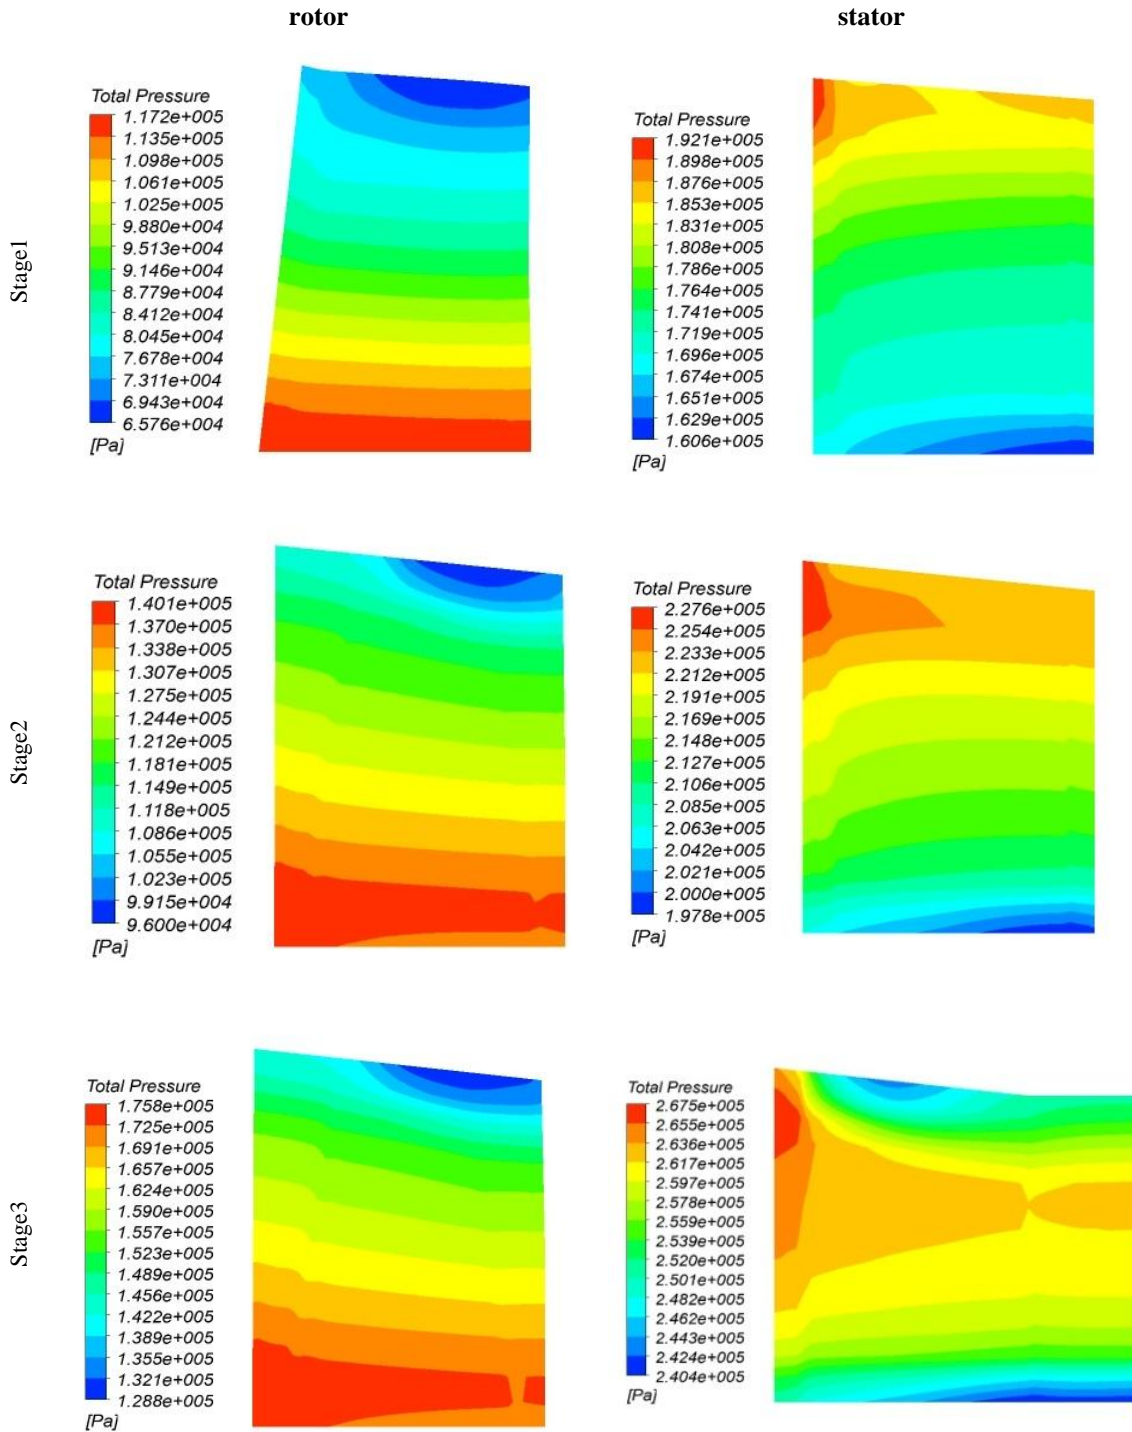 rotor
stator
Stage1
Total Pressure
1.172e+005
1.135e+005
1.098e+005
1.061e+005
1.025e+005
9.880e+004
9.513e+004
9.146e+004
8.779e+004
8.412e+004
8.045e+004
7.678e+004
7.311e+004
6.943e+004
6.576e+004
[Pa]
Total Pressure
1.921e+005
1.898e+005
1.876e+005
1.853e+005
1.831e+005
1.808e+005
1.786e+005
1.764e+005
1.741e+005
1.719e+005
1.696e+005
1.674e+005
1.651e+005
1.629e+005
1.606e+005
[Pa]
Stage2
Total Pressure
1.401e+005
1.370e+005
1.338e+005
1.307e+005
1.275e+005
1.244e+005
1.212e+005
1.181e+005
1.149e+005
1.118e+005
1.086e+005
1.055e+005
1.023e+005
9.915e+004
9.600e+004
[Pa]
Total Pressure
2.276e+005
2.254e+005
2.233e+005
2.212e+005
2.191e+005
2.169e+005
2.148e+005
2.127e+005
2.106e+005
2.085e+005
2.063e+005
2.042e+005
2.021e+005
2.000e+005
1.978e+005
[Pa]
Stage3
Total Pressure
1.758e+005
1.725e+005
1.691e+005
1.657e+005
1.624e+005
1.590e+005
1.557e+005
1.523e+005
1.489e+005
1.456e+005
1.422e+005
1.389e+005
1.355e+005
1.321e+005
1.288e+005
[Pa]
Total Pressure
2.675e+005
2.655e+005
2.636e+005
2.617e+005
2.597e+005
2.578e+005
2.559e+005
2.539e+005
2.520e+005
2.501e+005
2.482e+005
2.462e+005
2.443e+005
2.424e+005
2.404e+005
[Pa]